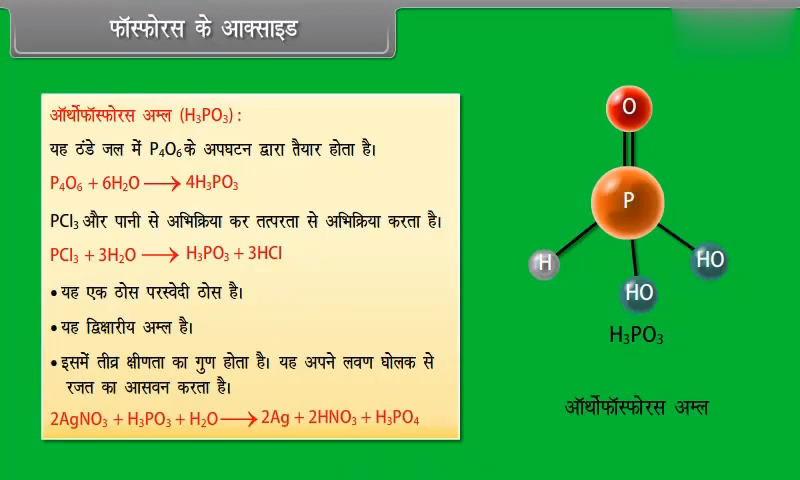 फॉस्फोरस के आक्साइड
ऑर्थोफॉस्फोरस अम्ल (H₃PO₃) :
यह ठंडे जल में P₄O₆ के अपघटन द्वारा तैयार होता है।
P₄O₆ + 6H₂O ⟶ 4H₃PO₃
PCl₃ और पानी से अभिक्रिया कर तत्परता से अभिक्रिया करता है।
PCl₃ + 3H₂O ⟶ H₃PO₃ + 3HCl
• यह एक ठोस परस्वेदी ठोस है।
• यह द्विक्षारीय अम्ल है।
• इसमें तीव्र क्षीणता का गुण होता है। यह अपने लवण घोलक से
रजत का आसवन करता है।
2AgNO₃ + H₃PO₃ + H₂O ⟶ 2Ag + 2HNO₃ + H₃PO₄
O
P
H
HO
HO
H₃PO₃
ऑर्थोफॉस्फोरस अम्ल